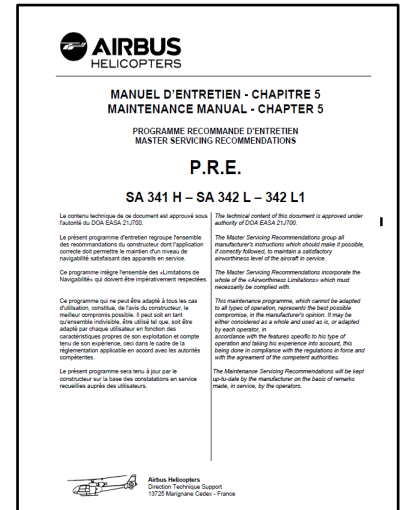 AIRBUS
HELICOPTERS
MANUEL D'ENTRETIEN - CHAPITRE 5
MAINTENANCE MANUAL - CHAPTER 5
PROGRAMME RECOMMANDE D'ENTRETIEN
MASTER SERVICING RECOMMENDATIONS
P.R.E.
SA 341 H – SA 342 L – 342 L1
Le contenu technique de ce document est approuvé sous
l'autorité du DOA EASA 21J700.
Le présent programme d'entretien regroupe l'ensemble
des recommandations du constructeur dont l'application
correcte doit permettre le maintien d'un niveau de
navigabilité satisfaisant des appareils en service.
Ce programme intègre l'ensemble des «Limitations de
Navigabilité» qui doivent être impérativement respectées.
Ce programme qui ne peut être adapté à tous les cas
d'utilisation, constitue, de l'avis du constructeur, le
meilleur compromis possible. Il peut soit en tant
qu'ensemble indivisible, être utilisé tel que, soit être
adapté par chaque utilisateur en fonction des
caractéristiques propres de son exploitation et compte
tenu de son expérience, ceci dans le cadre de la
réglementation applicable en accord avec les autorités
compétentes.
Le présent programme sera tenu à jour par le
constructeur sur la base des constatations en service
recueillies auprès des utilisateurs.
The technical content of this document is approved under
authority of DOA EASA 21J700.
The Master Servicing Recommendations group all
manufacturer's instructions which should make it possible,
if correctly followed, to maintain a satisfactory
airworthiness level of the aircraft in service.
The Master Servicing Recommendations incorporate the
whole of the «Airworthiness Limitations» which must
necessarily be complied with.
This maintenance programme, which cannot be adapted
to all types of operation, represents the best possible
compromise, in the manufacturer's opinion. It may be
either considered as a whole and used as is, or adapted
by each operator, in
accordance with the features specific to his type of
operation and taking his experience into account, this
being done in compliance with the regulations in force and
with the agreement of the competent authorities.
The Maintenance Servicing Recommendations will be kept
up-to-date by the manufacturer on the basis of remarks
made, in service, by the operators.
Airbus Helicopters
Direction Technique Support
13725 Marignane Cedex - France